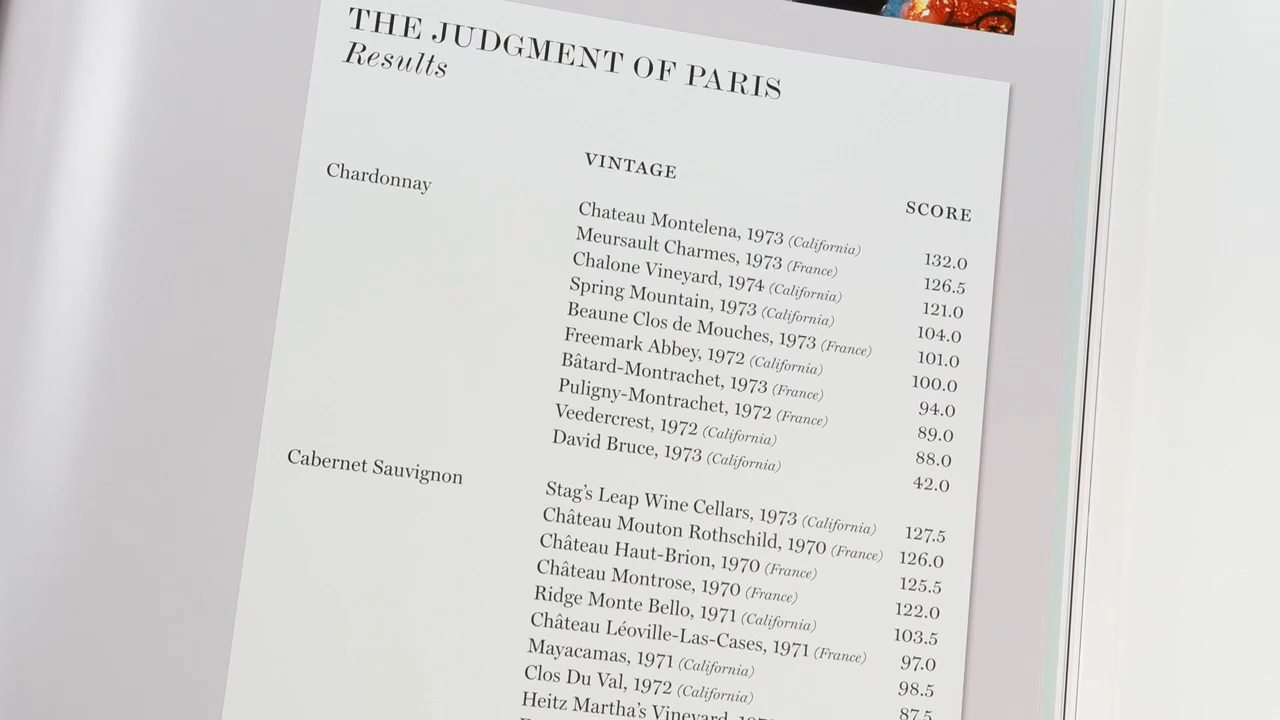 THE JUDGMENT OF PARIS
Results
VINTAGE
SCORE
Chardonnay
Chateau Montelena, 1973 (California) 132.0
Meursault Charmes, 1973 (France) 126.5
Chalone Vineyard, 1974 (California) 121.0
Spring Mountain, 1973 (California) 104.0
Beaune Clos de Mouches, 1973 (France) 101.0
Freemark Abbey, 1972 (California) 100.0
Bâtard-Montrachet, 1973 (France) 94.0
Puligny-Montrachet, 1972 (France) 89.0
Veedercrest, 1972 (California) 88.0
David Bruce, 1973 (California) 42.0
Cabernet Sauvignon
Stag’s Leap Wine Cellars, 1973 (California) 127.5
Château Mouton Rothschild, 1970 (France) 126.0
Château Haut-Brion, 1970 (France) 125.5
Château Montrose, 1970 (France) 122.0
Ridge Monte Bello, 1971 (California) 103.5
Château Léoville-Las-Cases, 1971 (France) 97.0
Mayacamas, 1971 (California) 98.5
Clos Du Val, 1972 (California) 87.5
Heitz Martha’s Vineyard,